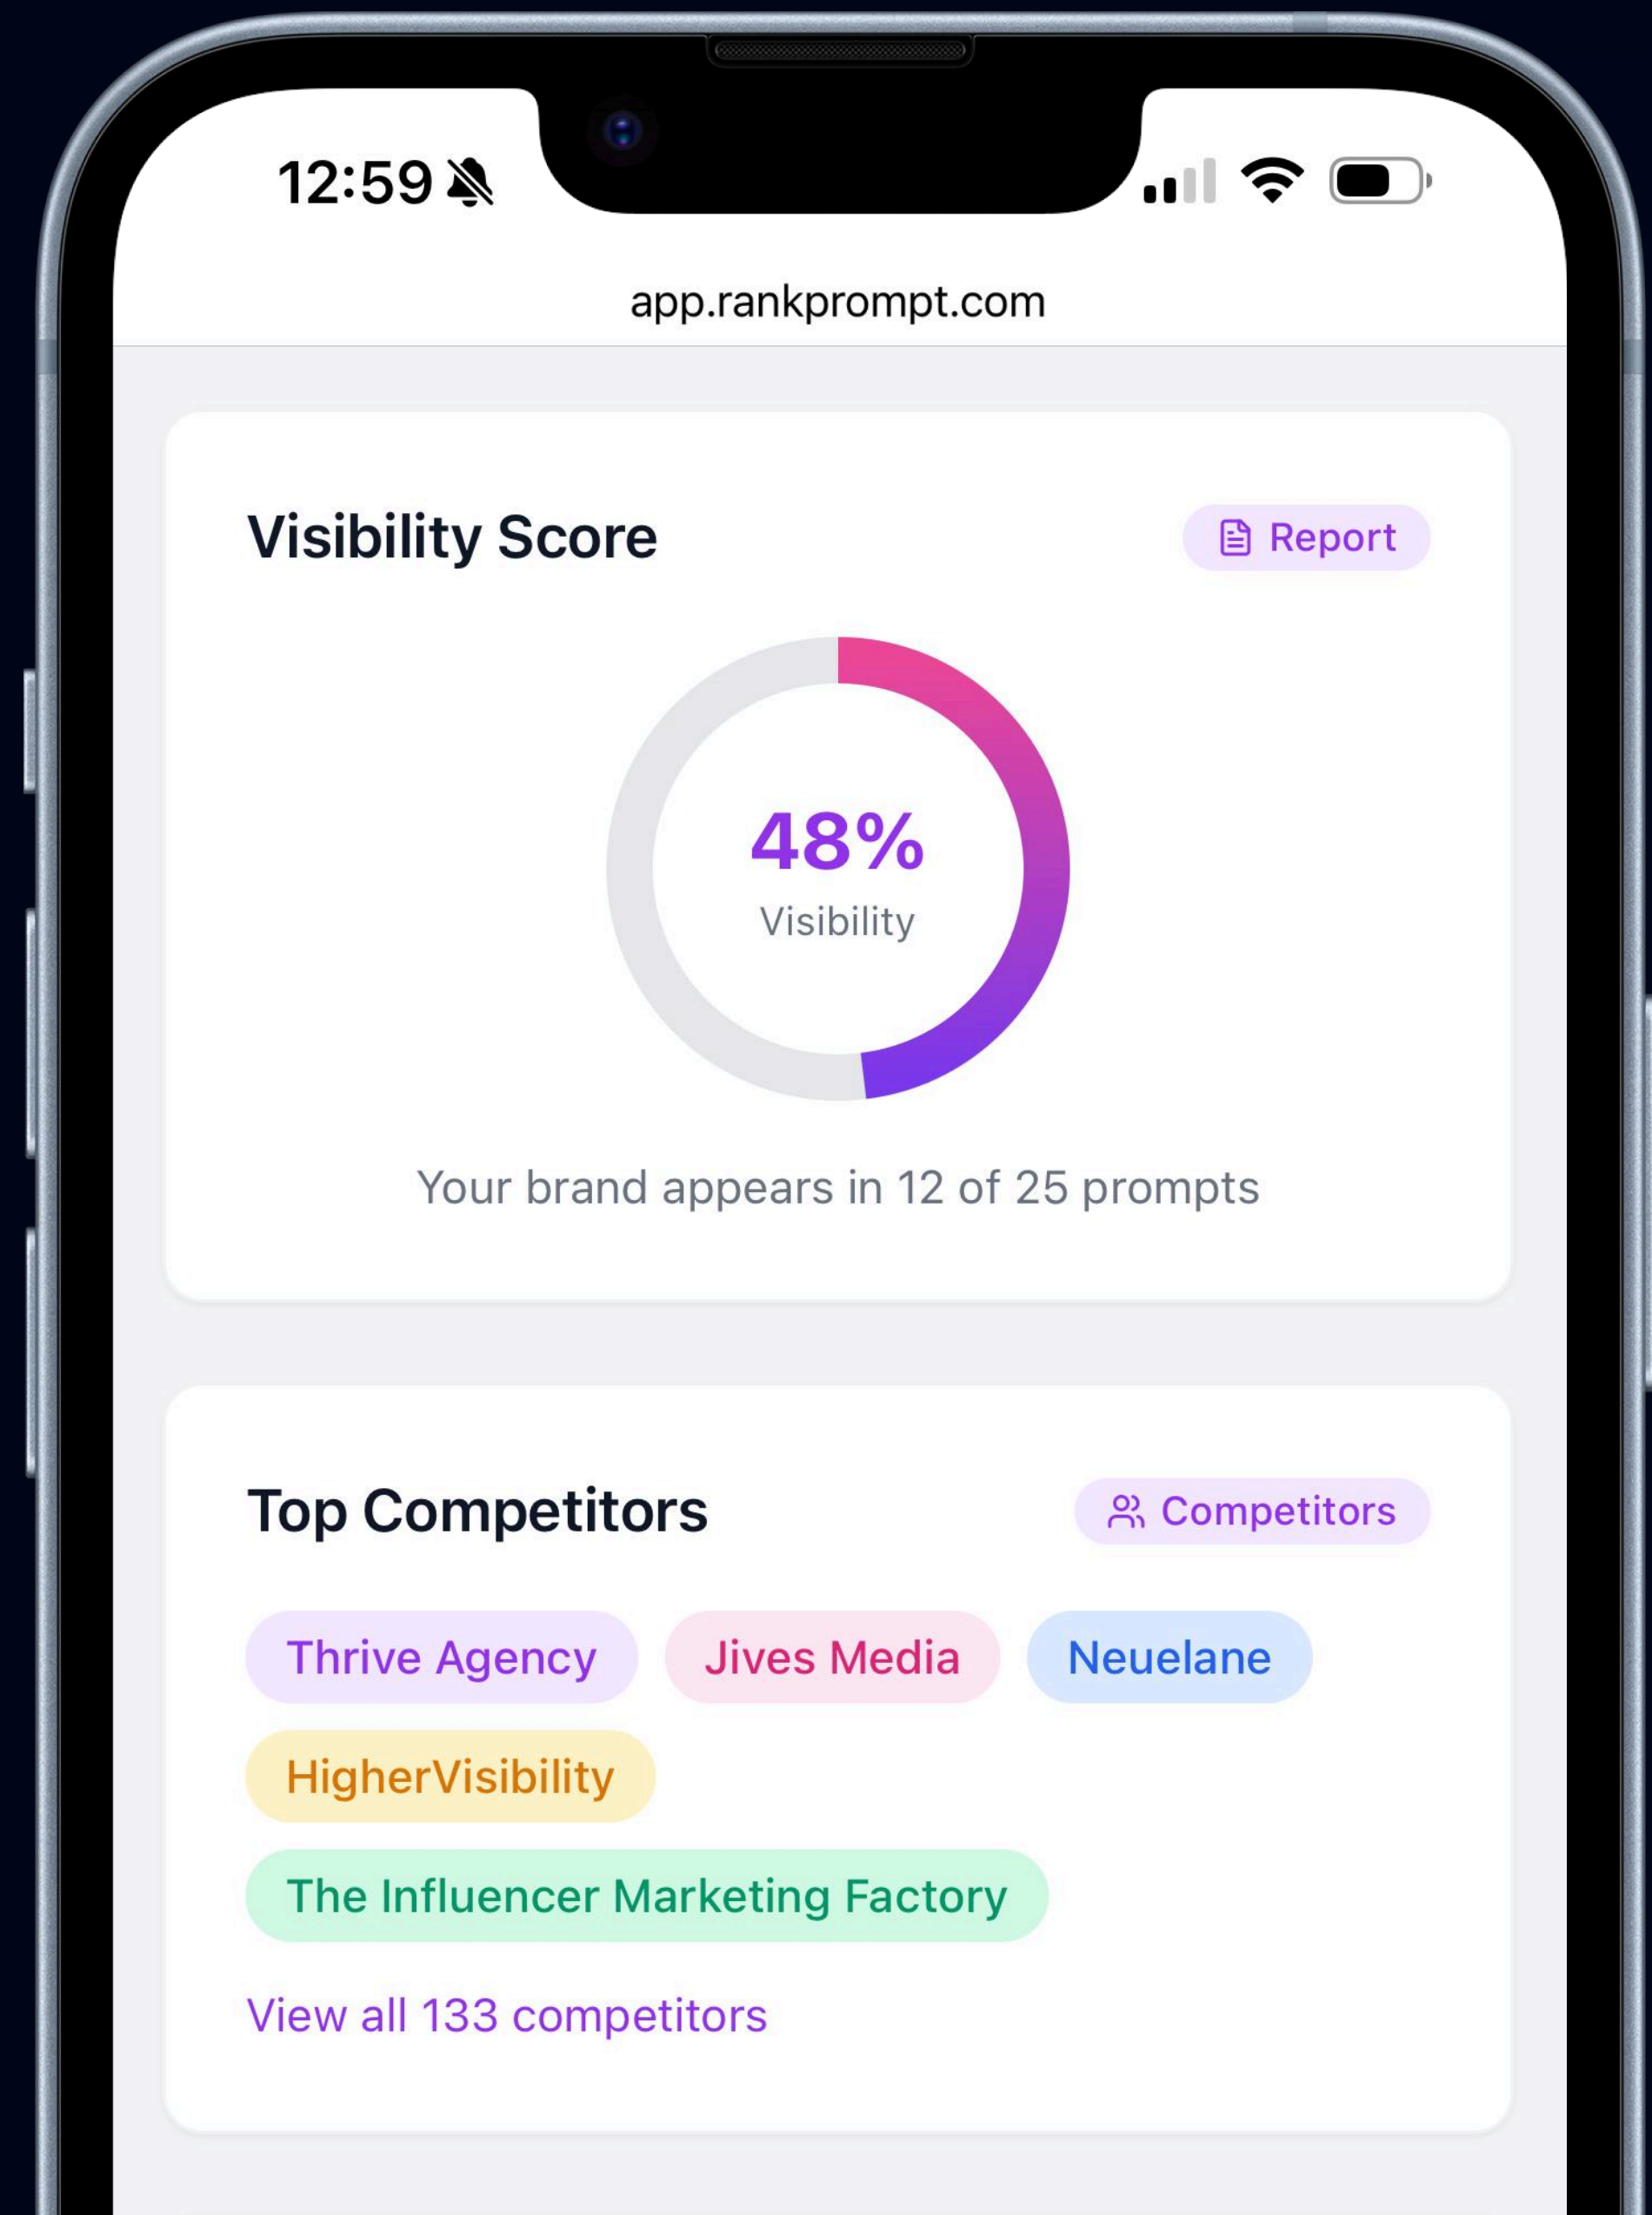 12:59
app.rankprompt.com
Visibility Score
Report
48%
Visibility
Your brand appears in 12 of 25 prompts
Top Competitors
Competitors
Thrive Agency Jives Media Neuelane
HigherVisibility
The Influencer Marketing Factory
View all 133 competitors